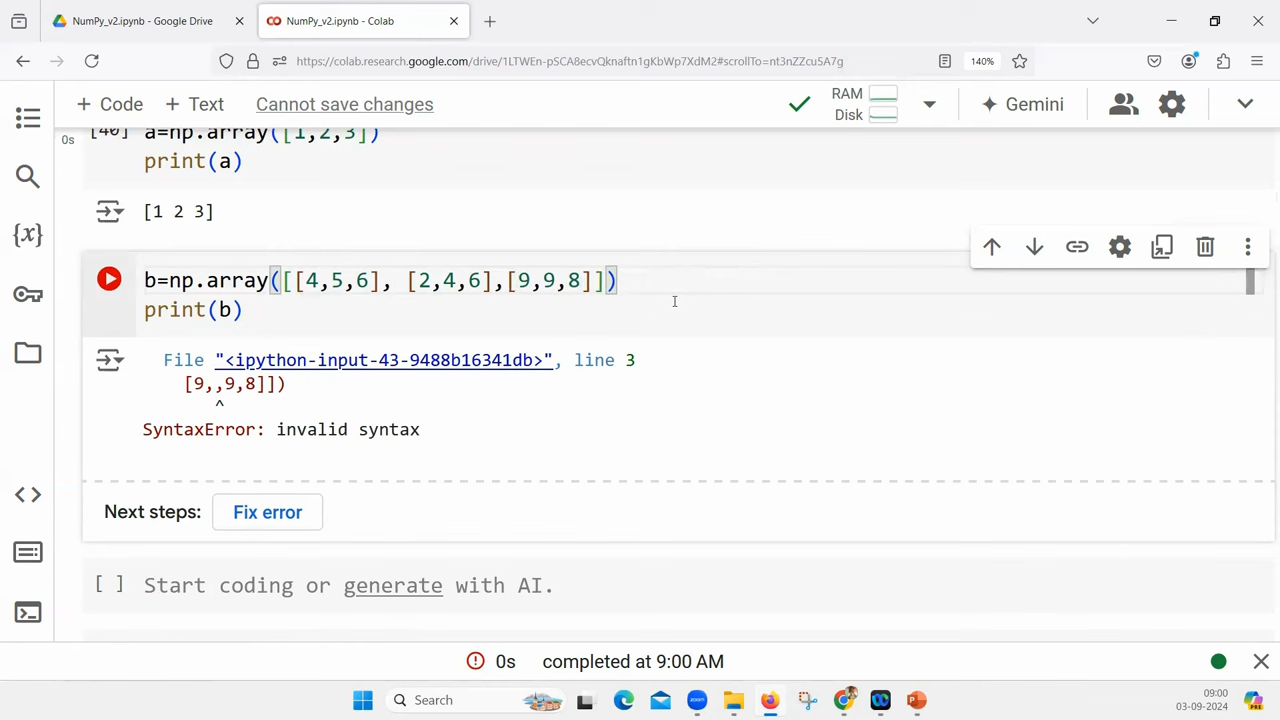 NumPy_v2.ipynb - Google Drive
NumPy_v2.ipynb - Colab
https://colab.research.google.com/drive/1LTWEn-pSCA8ecvQknaftn1gKbWp7XdM2#scrollTo=nt3nZZcu5A7g
140%
+ Code + Text Cannot save changes
RAM
Disk
Gemini
[40] a=np.array([1,2,3])
0s
print(a)
[1 2 3]
b=np.array([[4,5,6], [2,4,6],[9,9,8]])
print(b)
File "<ipython-input-43-9488b16341db>", line 3
[9,,9,8]])
^
SyntaxError: invalid syntax
Next steps: Fix error
[ ] Start coding or generate with AI.
0s completed at 9:00 AM
Search
09:00
03-09-2024